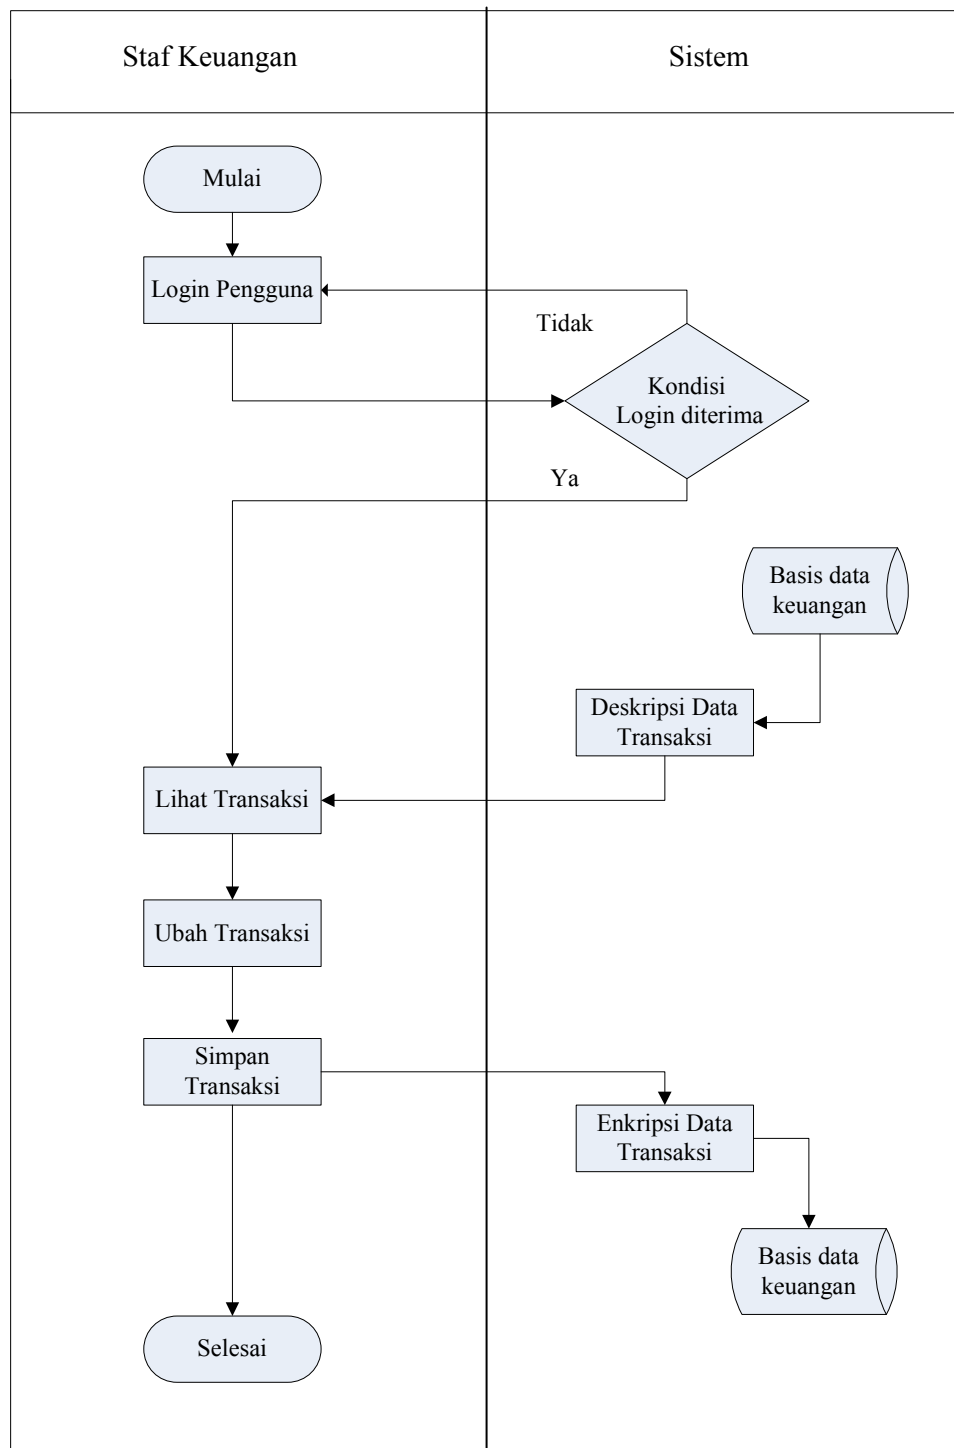 Staf Keuangan
Sistem
Mulai
Login Pengguna
Tidak
Kondisi
Login diterima
Ya
Basis data
keuangan
Deskripsi Data
Transaksi
Lihat Transaksi
Ubah Transaksi
Simpan
Transaksi
Enkripsi Data
Transaksi
Basis data
keuangan
Selesai